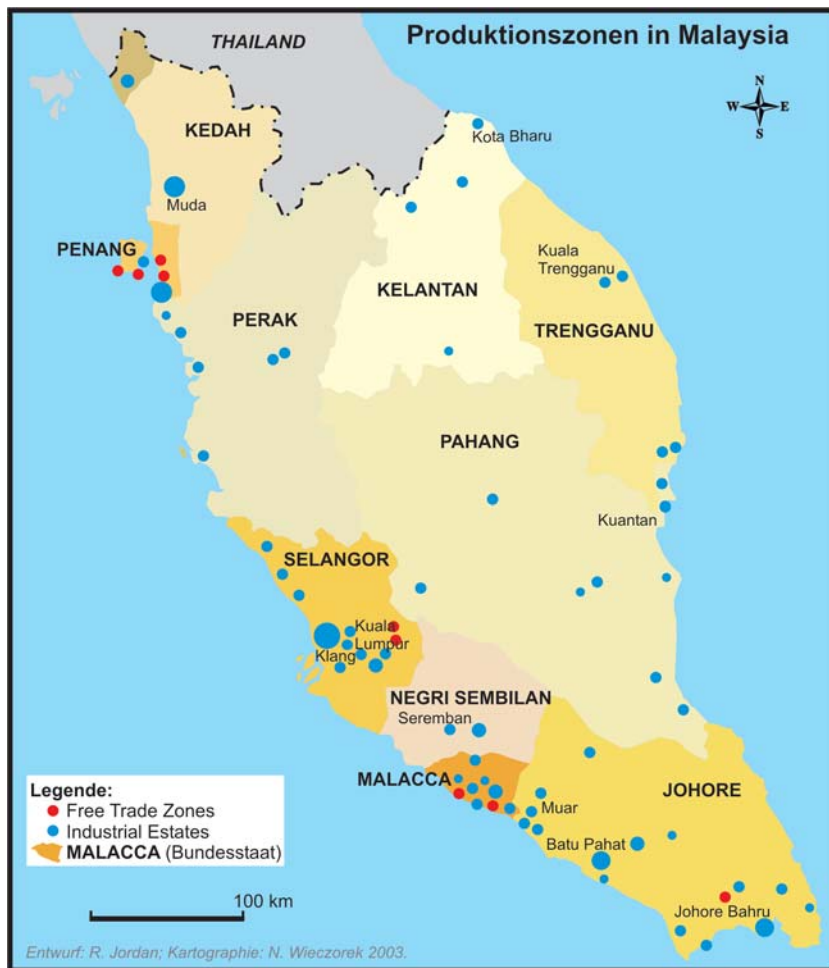 Produktionszonen in Malaysia
THAILAND
N
W E
S
KEDAH
Kota Bharu
Muda
PENANG
Kuala
Trengganu
KELANTAN
PERAK
TRENGGANU
PAHANG
Kuantan
SELANGOR
Kuala
Lumpur
Klang
NEGRI SEMBILAN
Seremban
MALACCA
JOHORE
Muar
Batu Pahat
Johore Bahru
Legende:
Free Trade Zones
Industrial Estates
MALACCA (Bundesstaat)
100 km
Entwurf: R. Jordan; Kartographie: N. Wieczorek 2003.